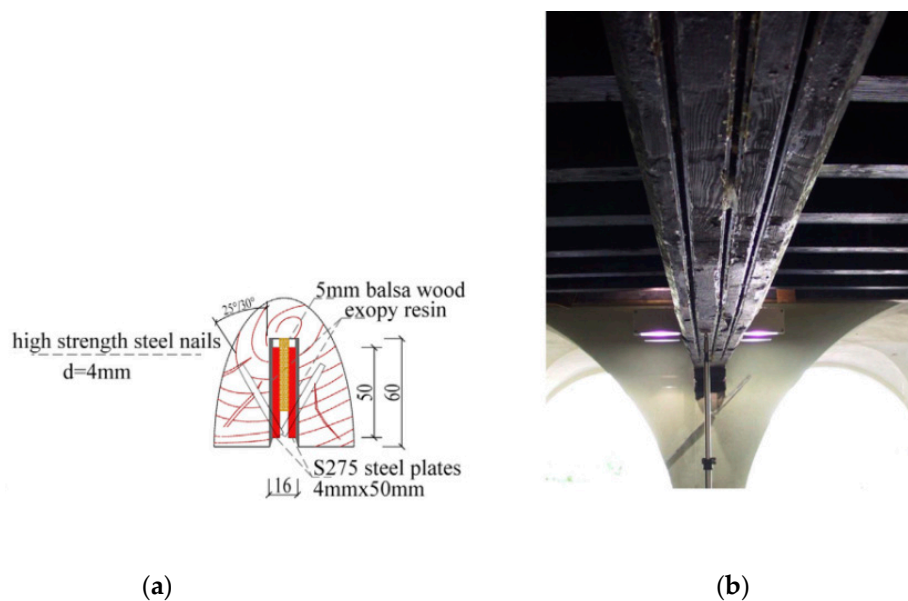 25°/30°
5mm balsa wood
exopy resin
high strength steel nails
d=4mm
50
60
S275 steel plates
16
4mmx50mm
(a)
(b)